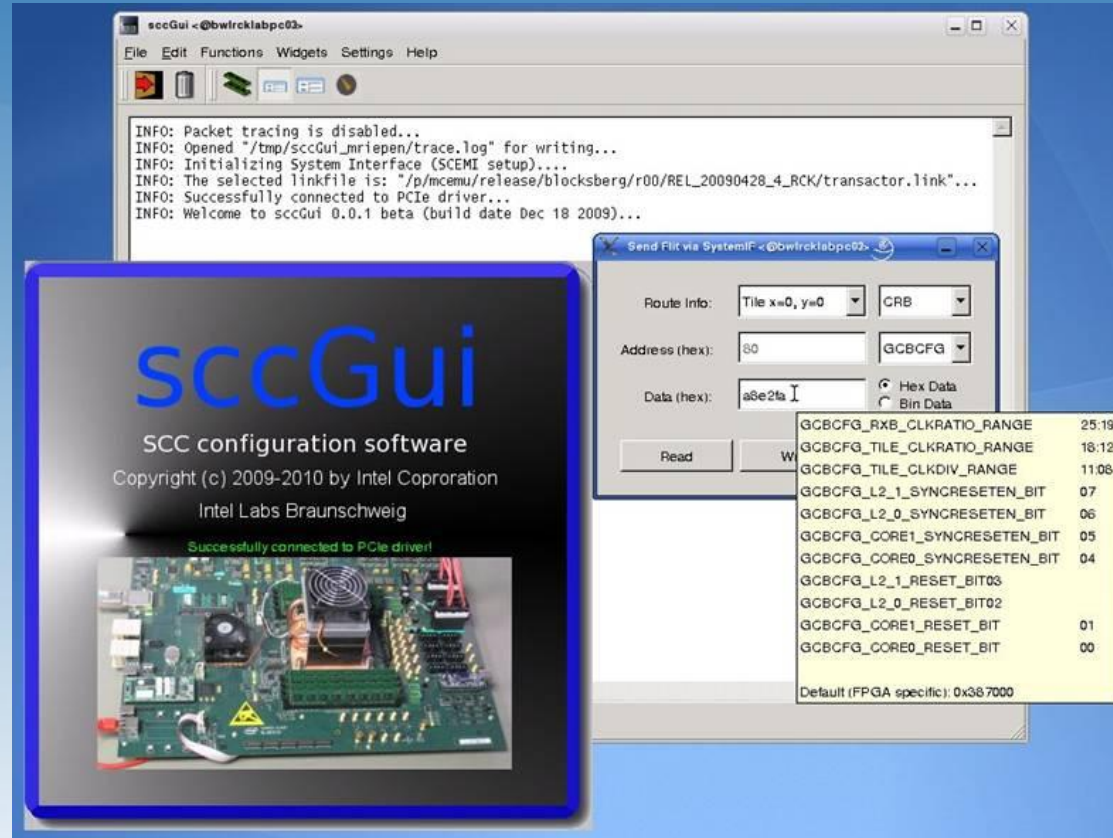 sccGui <@bwlrcklabpc03>
File Edit Functions Widgets Settings Help
INFO: Packet tracing is disabled...
INFO: Opened "/tmp/sccGui_mriepen/trace.log" for writing...
INFO: Initializing System Interface (SCEMI setup)....
INFO: The selected linkfile is: "/p/mcemu/release/blocksberg/r00/REL_20090428_4_RCK/transactor.link"...
INFO: Successfully connected to PCIe driver...
INFO: Welcome to sccGui 0.0.1 beta (build date Dec 18 2009)...
Send Flit via SystemIF <@bwlrcklabpc02>
Route Info: Tile x=0, y=0 CRB
Address (hex): 80 GCBCFG
Data (hex): a8e2fa Hex Data
Bin Data
Read W
GCBCFG_RXB_CLKRATIO_RANGE 25:19
GCBCFG_TILE_CLKRATIO_RANGE 18:12
GCBCFG_TILE_CLKDIV_RANGE 11:08
GCBCFG_L2_1_SYNCRESETEN_BIT 07
GCBCFG_L2_0_SYNCRESETEN_BIT 06
GCBCFG_CORE1_SYNCRESETEN_BIT 05
GCBCFG_CORE0_SYNCRESETEN_BIT 04
GCBCFG_L2_1_RESET_BIT03
GCBCFG_L2_0_RESET_BIT02
GCBCFG_CORE1_RESET_BIT 01
GCBCFG_CORE0_RESET_BIT 00
Default (FPGA specific): 0x387000
sccGui
SCC configuration software
Copyright (c) 2009-2010 by Intel Coproration
Intel Labs Braunschweig
Successfully connected to PCIe driver!